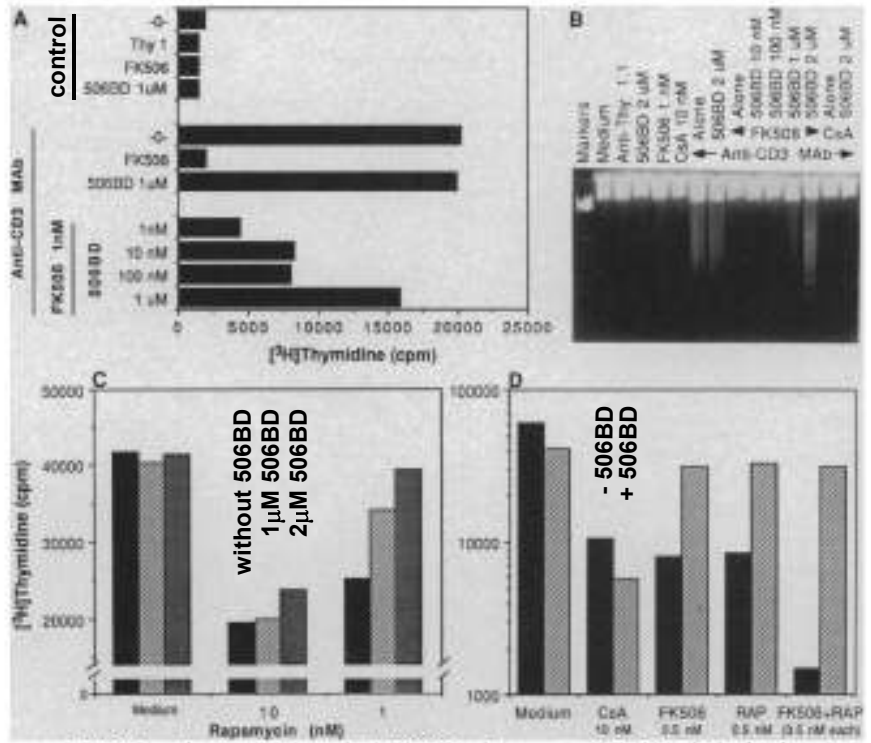 A
control
-0-
Thy 1
FK506
506BD 1uM
-0-
FK506
506BD 1uM
1nM
10 nM
100 nM
1 uM
Anti-CD3 MAb
FK506 1nM
506BD
0
5000
10000
15000
20000
25000
[³H]Thymidine (cpm)
B
Markers
Medium
Anti-Thy 1.1
506BD 2 uM
FK506 1 nM
CsA 10 nM
Alone
506BD 2 uM
Alone
506BD 10 nM
506BD 100 nM
506BD 1 uM
506BD 2 uM
Alone
506BD 2 uM
FK506
CsA
Anti-CD3 MAb
C
50000
40000
30000
20000
0
[³H]Thymidine (cpm)
without 506BD
1µM 506BD
2µM 506BD
Medium
10
1
Rapamycin (nM)
D
100000
10000
1000
- 506BD
+ 506BD
Medium
CsA
10 nM
FK506
0.5 nM
RAP
0.5 nM
FK506+RAP
(0.5 nM each)